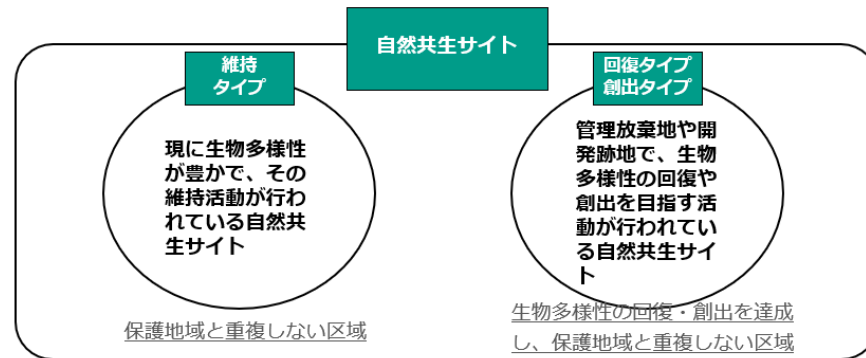 自然共生サイト
維持
タイプ
現に生物多様性
が豊かで、その
維持活動が行わ
れている自然共
生サイト
保護地域と重複しない区域
回復タイプ
創出タイプ
管理放棄地や開
発跡地で、生物
多様性の回復や
創出を目指す活
動が行われてい
る自然共生サイ
ト
生物多様性の回復・創出を達成
し、保護地域と重複しない区域